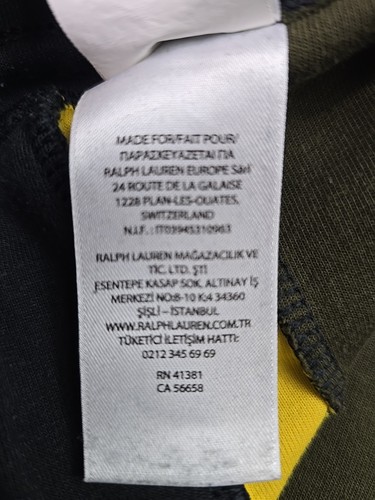 MADE FOR/FAIT POUR/
ΠΑΡΑΣΚΕΥΑΖΕΤΑΙ ΓΙΑ
RALPH LAUREN EUROPE Sàrl
24 ROUTE DE LA GALAISE
1228 PLAN-LES-OUATES,
SWITZERLAND
N.I.F. : IT03945310963
RALPH LAUREN MAĞAZACILIK VE
TİC. LTD. ŞTİ
ESENTEPE KASAP SOK. ALTINAY İŞ
MERKEZİ NO:8-10 K:4 34360
ŞİŞLİ – İSTANBUL
WWW.RALPHLAUREN.COM.TR
TÜKETİCİ İLETİŞİM HATTI:
0212 345 69 69
RN 41381
CA 56658